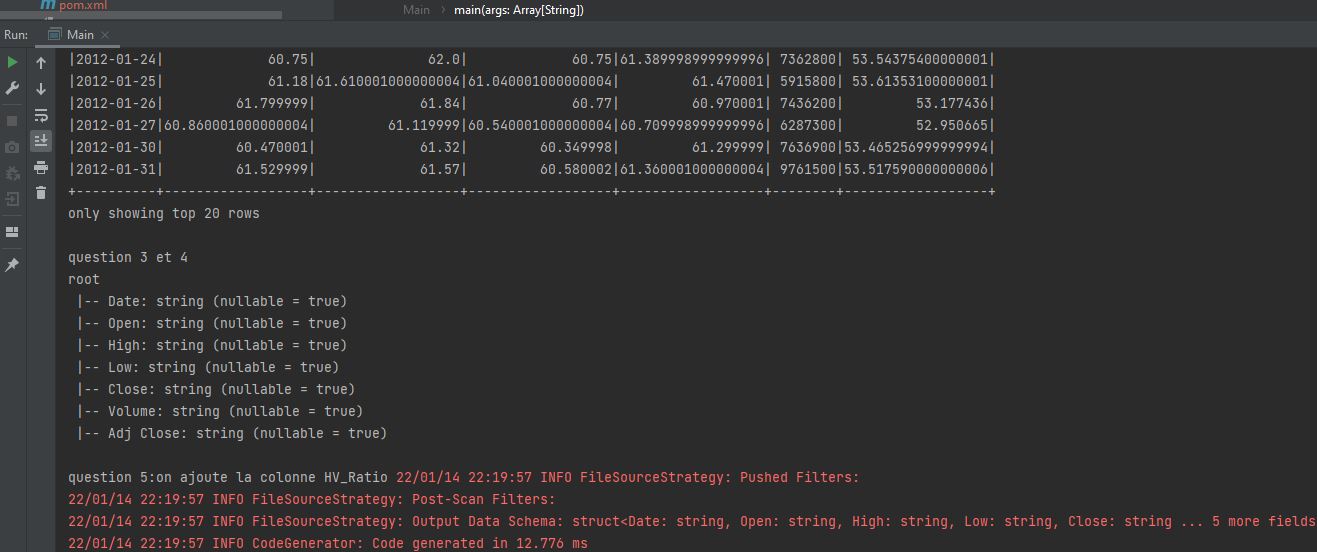 pom.xml
Main > main(args: Array[String])
Run: Main ×
|2012-01-24| 60.75| 62.0| 60.75|61.389998999999996| 7362800| 53.54375400000001|
|2012-01-25| 61.18|61.610001000000004|61.040001000000004| 61.470001| 5915800| 53.61353100000001|
|2012-01-26| 61.799999| 61.84| 60.77| 60.970001| 7436200| 53.177436|
|2012-01-27|60.860001000000004| 61.119999|60.540001000000004|60.709998999999996| 6287300| 52.950665|
|2012-01-30| 60.470001| 61.32| 60.349998| 61.299999| 7636900|53.465256999999994|
|2012-01-31| 61.529999| 61.57| 60.580002|61.360001000000004| 9761500|53.517590000000006|
+----------+------------------+------------------+------------------+------------------+--------+------------------+
only showing top 20 rows
question 3 et 4
root
|-- Date: string (nullable = true)
|-- Open: string (nullable = true)
|-- High: string (nullable = true)
|-- Low: string (nullable = true)
|-- Close: string (nullable = true)
|-- Volume: string (nullable = true)
|-- Adj Close: string (nullable = true)
question 5:on ajoute la colonne HV_Ratio 22/01/14 22:19:57 INFO FileSourceStrategy: Pushed Filters:
22/01/14 22:19:57 INFO FileSourceStrategy: Post-Scan Filters:
22/01/14 22:19:57 INFO FileSourceStrategy: Output Data Schema: struct<Date: string, Open: string, High: string, Low: string, Close: string ... 5 more fields
22/01/14 22:19:57 INFO CodeGenerator: Code generated in 12.776 ms